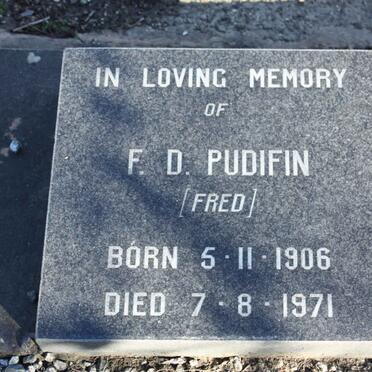 IN LOVING MEMORY
OF
F. D. PUDIFIN
[FRED]
BORN 5·11·1906
DIED 7·8·1971